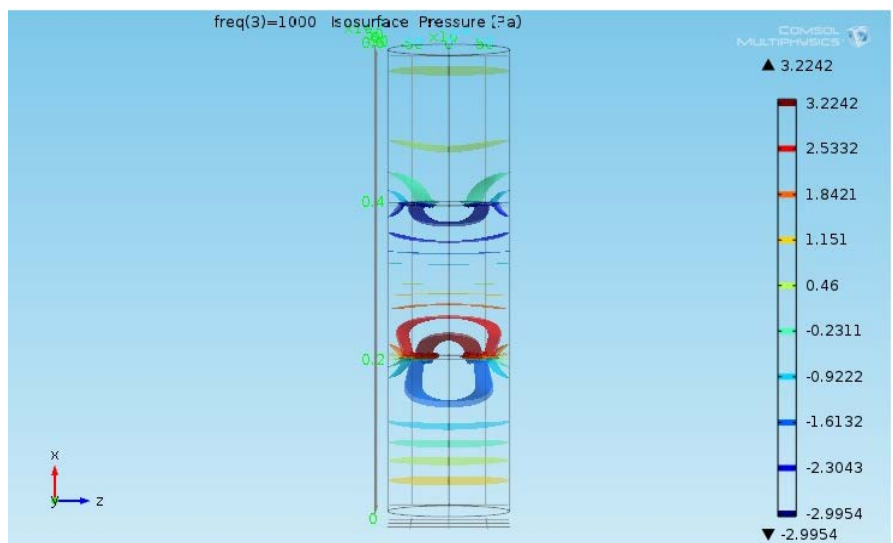 freq(3)=1000 Isosurface Pressure [Pa]
COMSOL
MULTIPHYSICS
▲ 3.2242
3.2242
2.5332
1.8421
0.4
1.151
0.46
-0.2311
0.2
-0.9222
-1.6132
-2.3043
x
y
z
0
-2.9954
▼ -2.9954